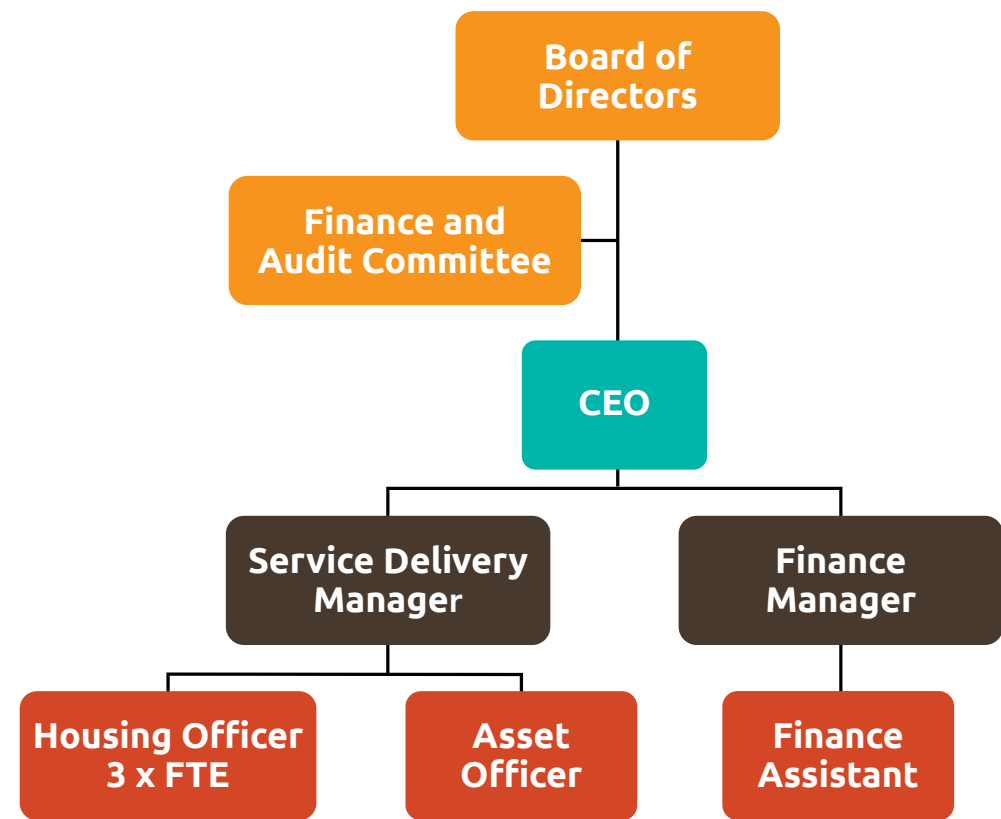 Board of
Directors
Finance and
Audit Committee
CEO
Service Delivery
Manager
Finance
Manager
Housing Officer
3 x FTE
Asset
Officer
Finance
Assistant